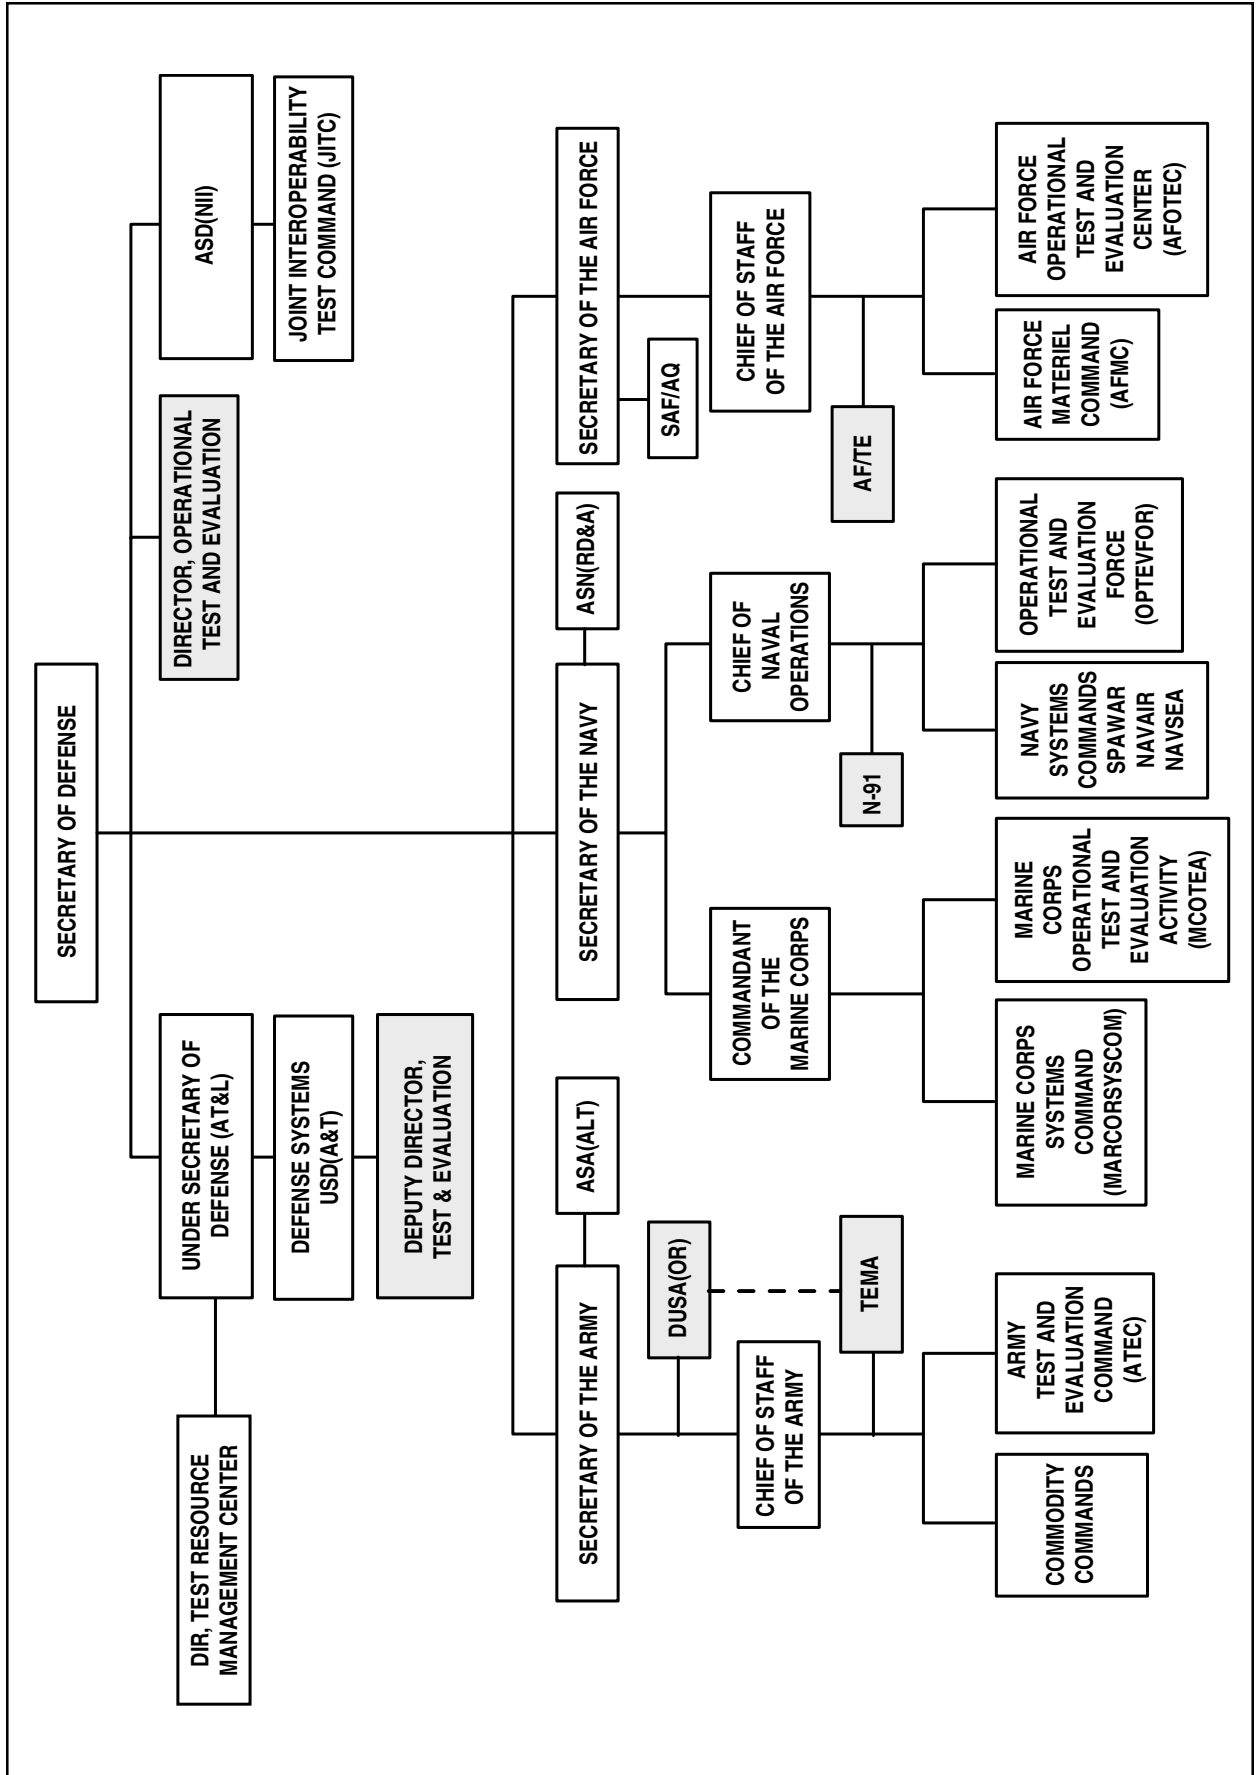 SECRETARY OF DEFENSE
DIR, TEST RESOURCE
MANAGEMENT CENTER
UNDER SECRETARY OF
DEFENSE (AT&L)
DEFENSE SYSTEMS
USD(A&T)
DEPUTY DIRECTOR,
TEST & EVALUATION
DIRECTOR, OPERATIONAL
TEST AND EVALUATION
ASD(NII)
JOINT INTEROPERABILITY
TEST COMMAND (JITC)
SECRETARY OF THE ARMY
ASA(ALT)
SECRETARY OF THE NAVY
ASN(RD&A)
SECRETARY OF THE AIR FORCE
DUSA(OR)
SAF/AQ
CHIEF OF STAFF
OF THE ARMY
COMMANDANT
OF THE
MARINE CORPS
CHIEF OF
NAVAL
OPERATIONS
CHIEF OF STAFF
OF THE AIR FORCE
TEMA
N-91
AF/TE
COMMODITY
COMMANDS
ARMY
TEST AND
EVALUATION
COMMAND
(ATEC)
MARINE CORPS
SYSTEMS
COMMAND
(MARCORSYSCOM)
MARINE
CORPS
OPERATIONAL
TEST AND
EVALUATION
ACTIVITY
(MCOTEA)
NAVY
SYSTEMS
COMMANDS
SPAWAR
NAVAIR
NAVSEA
OPERATIONAL
TEST AND
EVALUATION
FORCE
(OPTEVFOR)
AIR FORCE
MATERIEL
COMMAND
(AFMC)
AIR FORCE
OPERATIONAL
TEST AND
EVALUATION
CENTER
(AFOTEC)